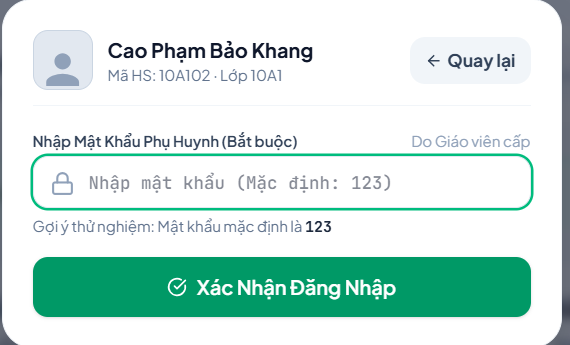 Cao Phạm Bảo Khang
Mã HS: 10A102 · Lớp 10A1
← Quay lại
Nhập Mật Khẩu Phụ Huynh (Bắt buộc)
Do Giáo viên cấp
Nhập mật khẩu (Mặc định: 123)
Gợi ý thử nghiệm: Mật khẩu mặc định là 123
Xác Nhận Đăng Nhập